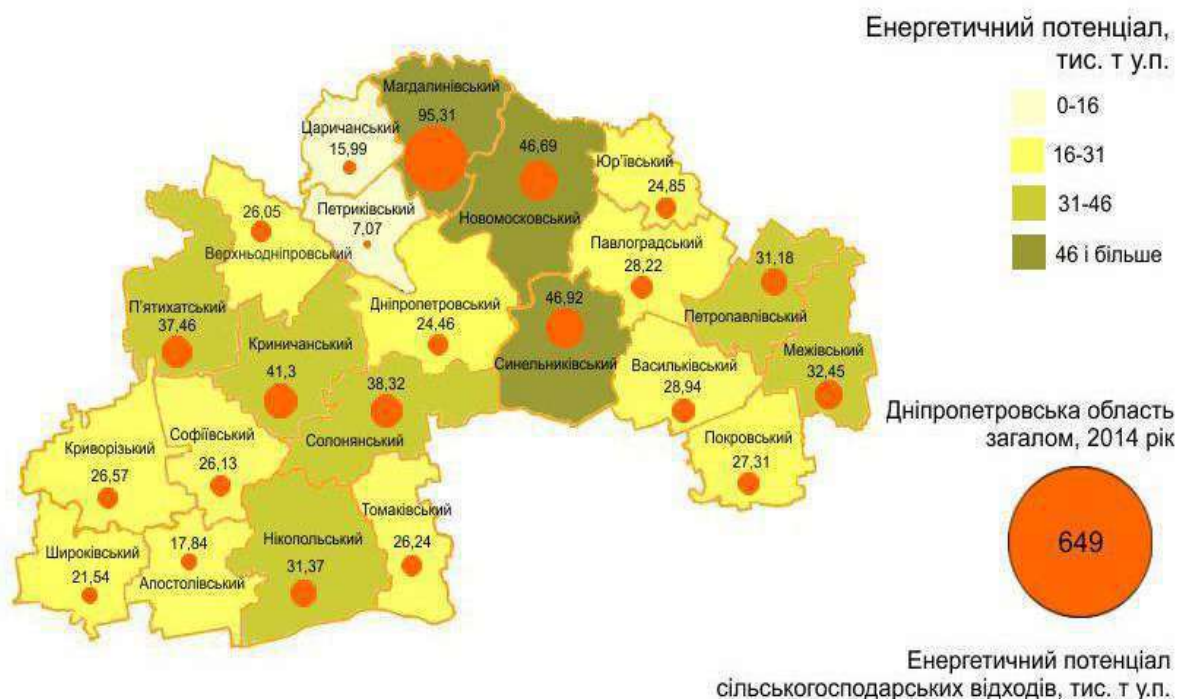 Енергетичний потенціал,
тис. т у.п.
0-16
16-31
31-46
46 і більше
Магдалинівський
95,31
Царичанський
15,99
46,69
Новомосковський
Юр'ївський
24,85
Петриківський
7,07
26,05
Верхньодніпровський
Павлоградський
28,22
31,18
Петропавлівський
П'ятихатський
37,46
Дніпропетровський
24,46
46,92
Синельниківський
Криничанський
41,3
Межівський
32,45
Васильківський
28,94
38,32
Солонянський
Криворізький
26,57
Софіївський
26,13
Покровський
27,31
Томаківський
26,24
Нікопольський
31,37
Широківський
21,54
17,84
Апостолівський
Дніпропетровська область
загалом, 2014 рік
649
Енергетичний потенціал
сільськогосподарських відходів, тис. т у.п.